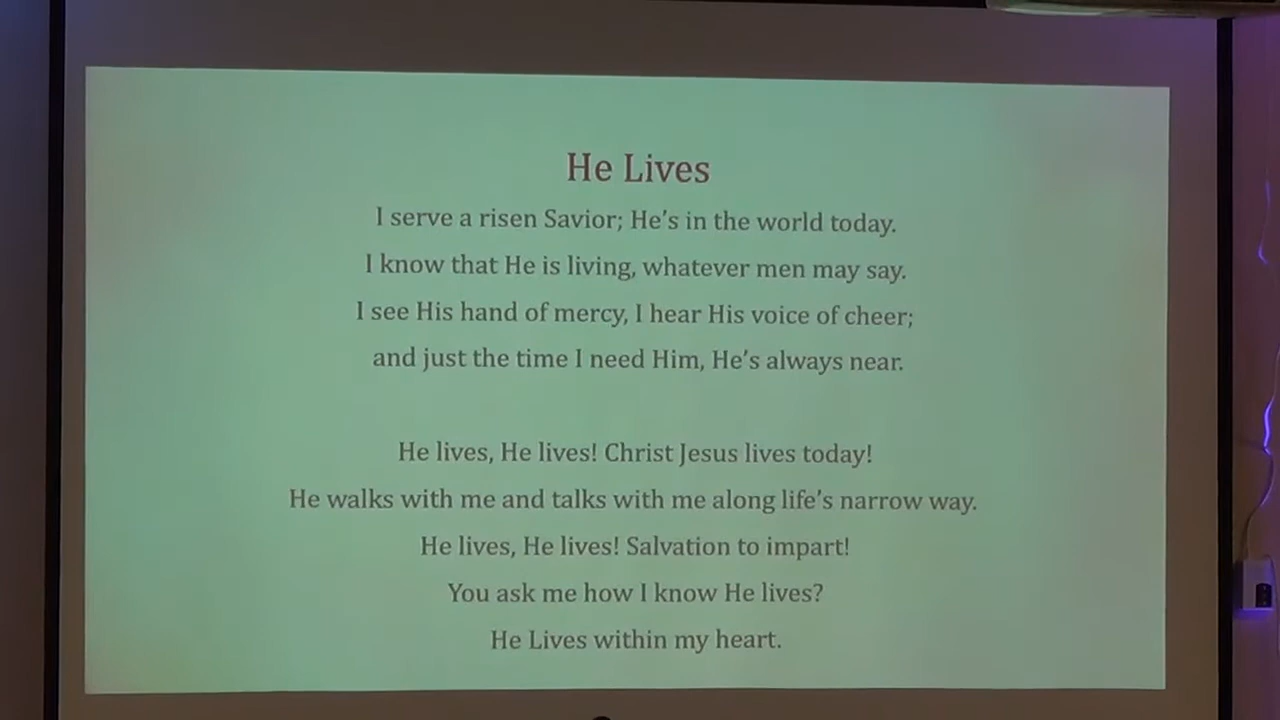 He Lives
I serve a risen Savior; He's in the world today.
I know that He is living, whatever men may say.
I see His hand of mercy, I hear His voice of cheer;
and just the time I need Him, He's always near.
He lives, He lives! Christ Jesus lives today!
He walks with me and talks with me along life's narrow way.
He lives, He lives! Salvation to impart!
You ask me how I know He lives?
He Lives within my heart.